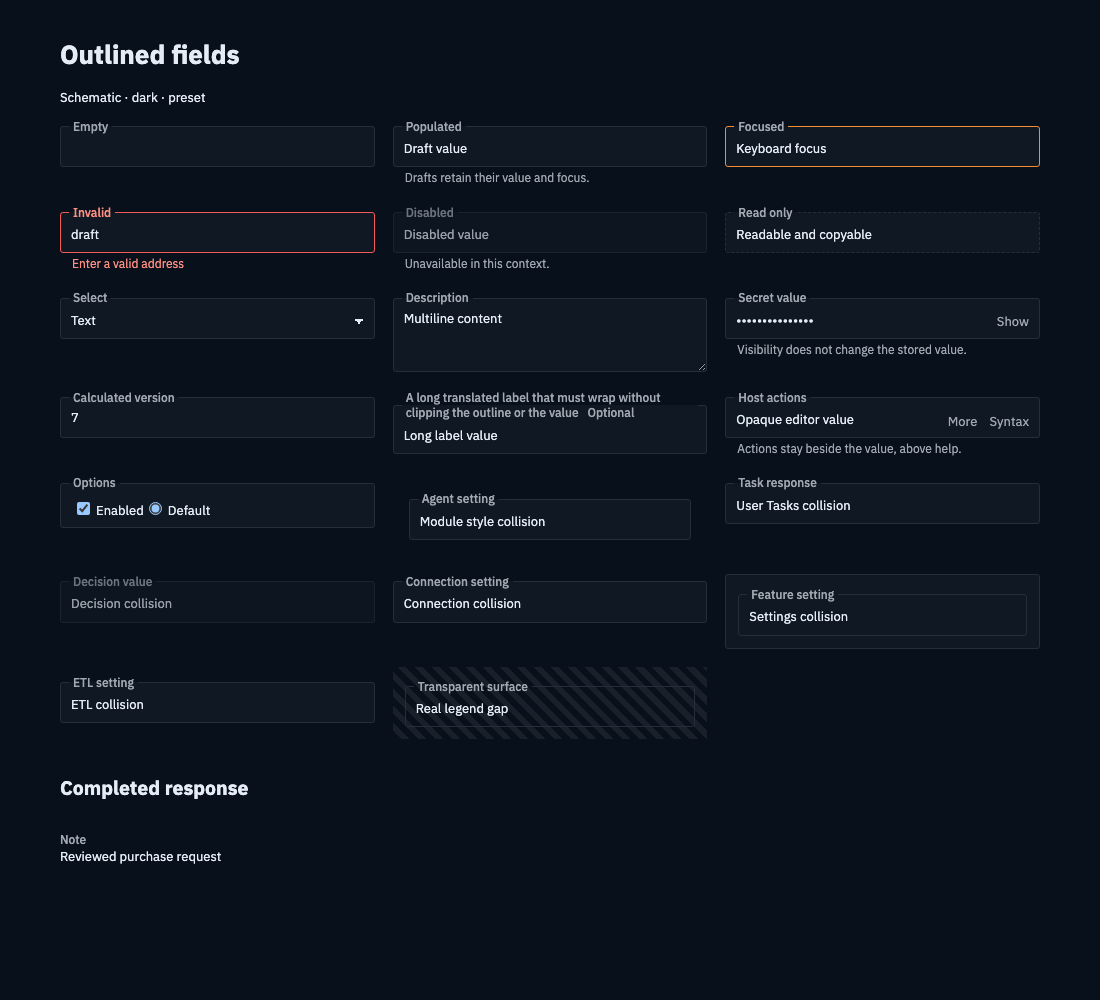 Outlined fields
Schematic · dark · preset
Empty
Populated
Draft value
Drafts retain their value and focus.
Focused
Keyboard focus
Invalid
draft
Enter a valid address
Disabled
Disabled value
Unavailable in this context.
Read only
Readable and copyable
Select
Text
Description
Multiline content
Secret value
•••••••••••••••
Show
Visibility does not change the stored value.
Calculated version
7
A long translated label that must wrap without
clipping the outline or the value Optional
Long label value
Host actions
Opaque editor value
More Syntax
Actions stay beside the value, above help.
Options
Enabled Default
Agent setting
Module style collision
Task response
User Tasks collision
Decision value
Decision collision
Connection setting
Connection collision
Feature setting
Settings collision
ETL setting
ETL collision
Transparent surface
Real legend gap
Completed response
Note
Reviewed purchase request